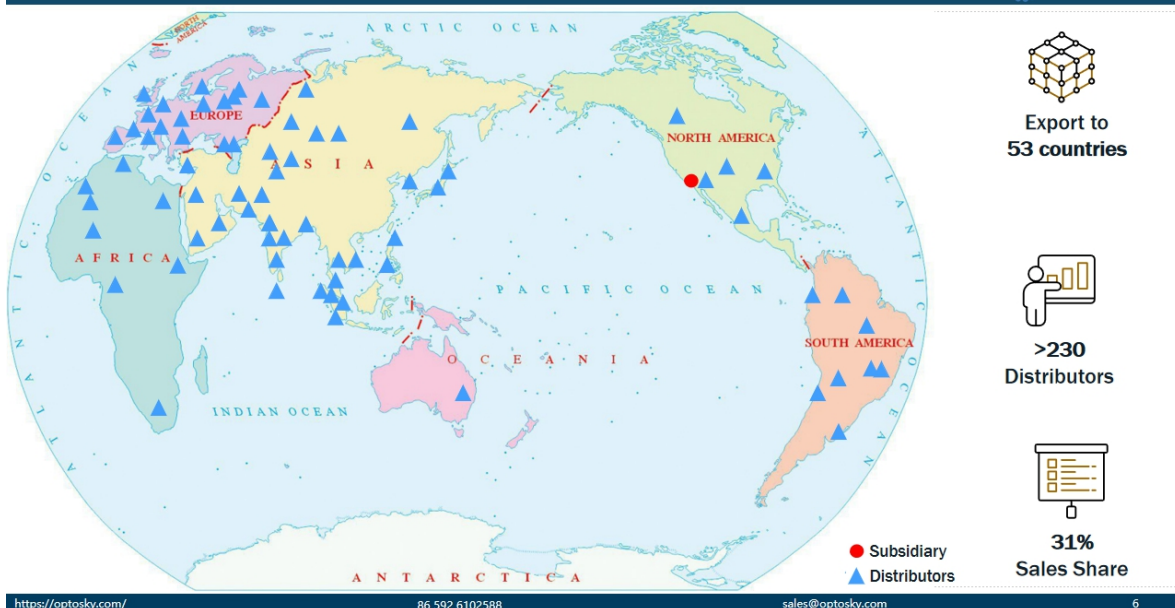 NORTH
AMERICA
ARCTIC OCEAN
EUROPE
ASIA
NORTH AMERICA
AFRICA
PACIFIC OCEAN
SOUTH AMERICA
OCEANIA
INDIAN OCEAN
ATLANTIC OCEAN
ATLANTIC OCEAN
ANTARCTICA
Export to
53 countries
>230
Distributors
31%
Sales Share
Subsidiary
Distributors
https://optosky.com/
86 592 6102588
sales@optosky.com
6